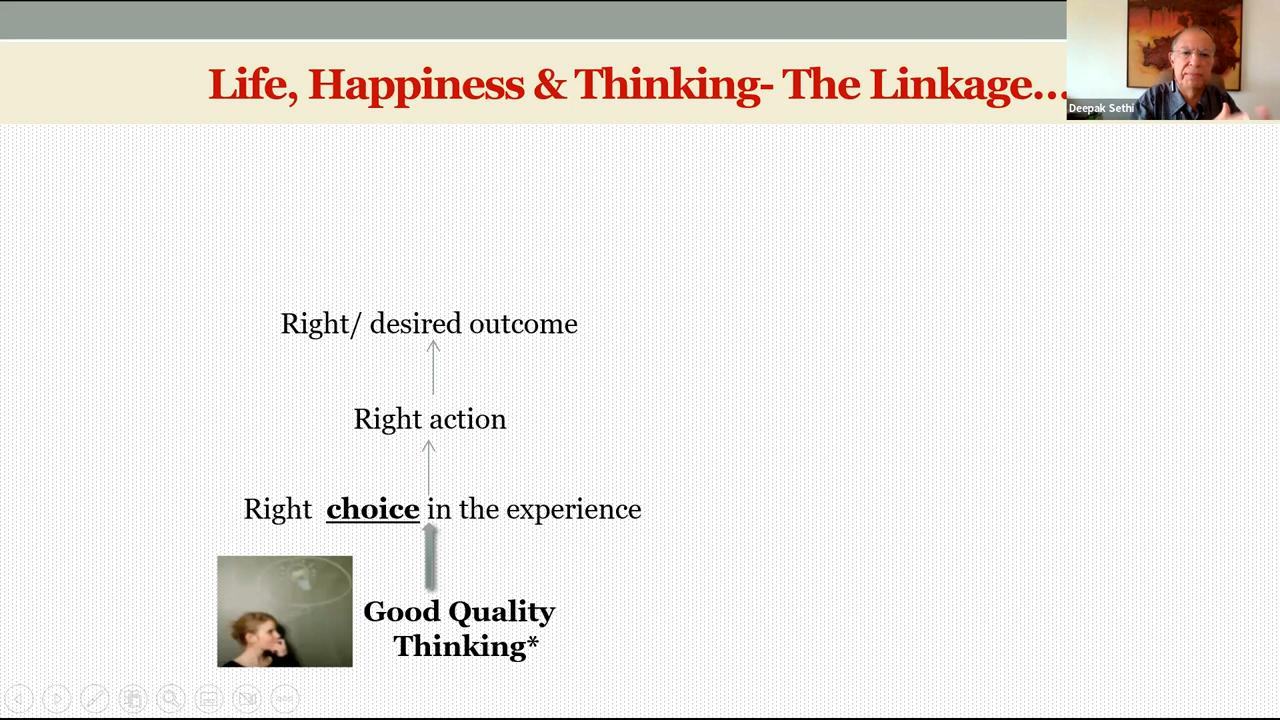 Life, Happiness & Thinking- The Linkage...
Deepak Sethi
Right/ desired outcome
Right action
Right choice in the experience
Good Quality
Thinking*